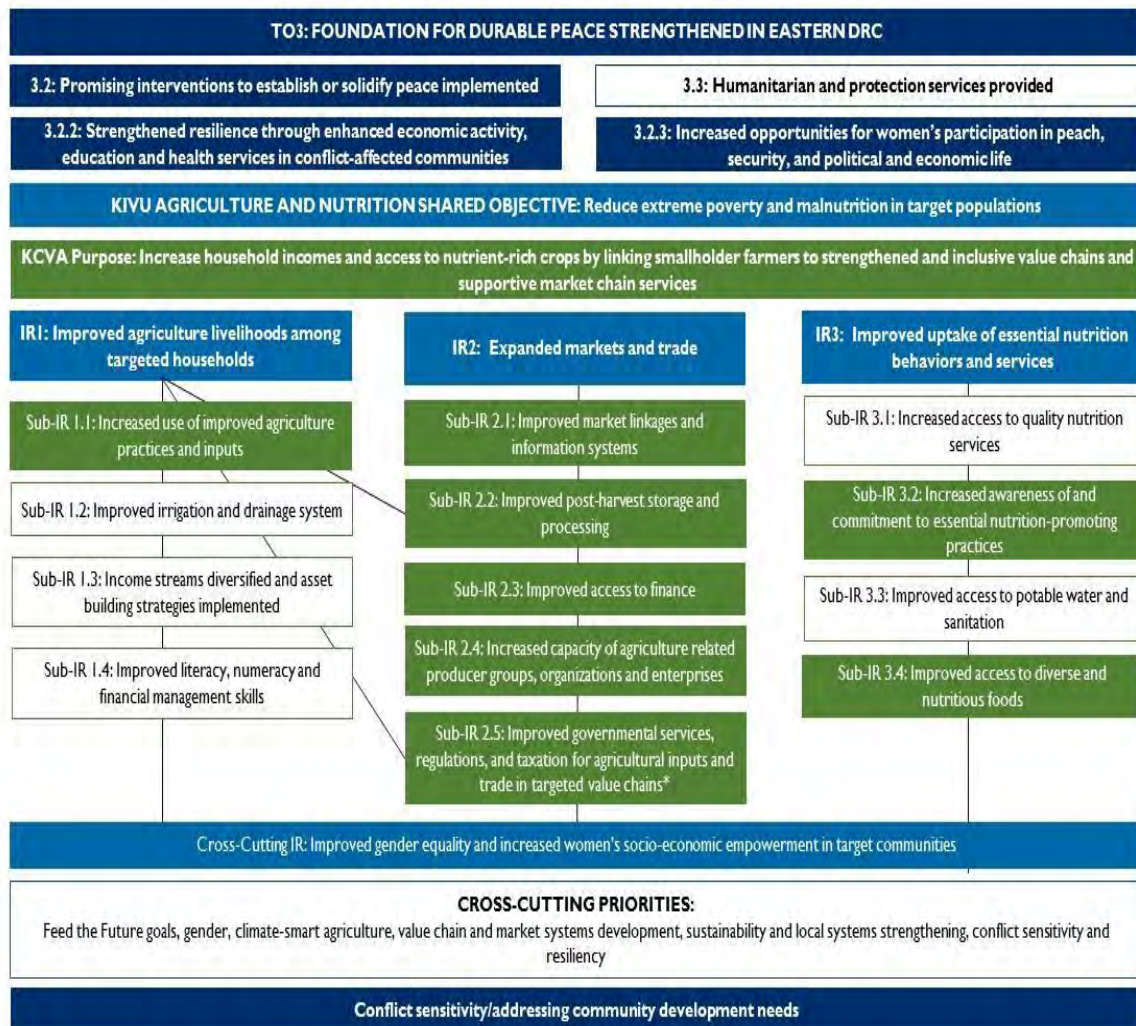 TO3: FOUNDATION FOR DURABLE PEACE STRENGTHENED IN EASTERN DRC
3.2: Promising interventions to establish or solidify peace implemented
3.3: Humanitarian and protection services provided
3.2.2: Strengthened resilience through enhanced economic activity,
education and health services in conflict-affected communities
3.2.3: Increased opportunities for women's participation in peach,
security, and political and economic life
KIVU AGRICULTURE AND NUTRITION SHARED OBJECTIVE: Reduce extreme poverty and malnutrition in target populations
KCVA Purpose: Increase household incomes and access to nutrient-rich crops by linking smallholder farmers to strengthened and inclusive value chains and
supportive market chain services
IR1: Improved agriculture livelihoods among
targeted households
Sub-IR 1.1: Increased use of improved agriculture
practices and inputs
Sub-IR 1.2: Improved irrigation and drainage system
Sub-IR 1.3: Income streams diversified and asset
building strategies implemented
Sub-IR 1.4: Improved literacy, numeracy and
financial management skills
IR2: Expanded markets and trade
Sub-IR 2.1: Improved market linkages and
information systems
Sub-IR 2.2: Improved post-harvest storage and
processing
Sub-IR 2.3: Improved access to finance
Sub-IR 2.4: Increased capacity of agriculture related
producer groups, organizations and enterprises
Sub-IR 2.5: Improved governmental services,
regulations, and taxation for agricultural inputs and
trade in targeted value chains*
IR3: Improved uptake of essential nutrition
behaviors and services
Sub-IR 3.1: Increased access to quality nutrition
services
Sub-IR 3.2: Increased awareness of and
commitment to essential nutrition-promoting
practices
Sub-IR 3.3: Improved access to potable water and
sanitation
Sub-IR 3.4: Improved access to diverse and
nutritious foods
Cross-Cutting IR: Improved gender equality and increased women's socio-economic empowerment in target communities
CROSS-CUTTING PRIORITIES:
Feed the Future goals, gender, climate-smart agriculture, value chain and market systems development, sustainability and local systems strengthening, conflict sensitivity and
resiliency
Conflict sensitivity/addressing community development needs